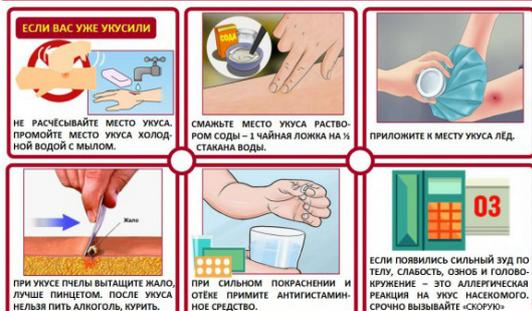 ЕСЛИ ВАС УЖЕ УКУСИЛИ
НЕ РАСЧЁСЫВАЙТЕ МЕСТО УКУСА.
ПРОМОЙТЕ МЕСТО УКУСА ХОЛОД-
НОЙ ВОДОЙ С МЫЛОМ.
СОДА
СМАЖЬТЕ МЕСТО УКУСА РАСТВО-
РОМ СОДЫ – 1 ЧАЙНАЯ ЛОЖКА НА ½
СТАКАНА ВОДЫ.
ПРИЛОЖИТЕ К МЕСТУ УКУСА ЛЁД.
Жало
ПРИ УКУСЕ ПЧЕЛЫ ВЫТАЩИТЕ ЖАЛО,
ЛУЧШЕ ПИНЦЕТОМ. ПОСЛЕ УКУСА
НЕЛЬЗЯ ПИТЬ АЛКОГОЛЬ, КУРИТЬ.
ПРИ СИЛЬНОМ ПОКРАСНЕНИИ И
ОТЁКЕ ПРИМИТЕ АНТИГИСТАМИН-
НОЕ СРЕДСТВО.
03
ЕСЛИ ПОЯВИЛИСЬ СИЛЬНЫЙ ЗУД ПО
ТЕЛУ, СЛАБОСТЬ, ОЗНОБ И ГОЛОВО-
КРУЖЕНИЕ – ЭТО АЛЛЕРГИЧЕСКАЯ
РЕАКЦИЯ НА УКУС НАСЕКОМОГО.
СРОЧНО ВЫЗЫВАЙТЕ «СКОРУЮ»